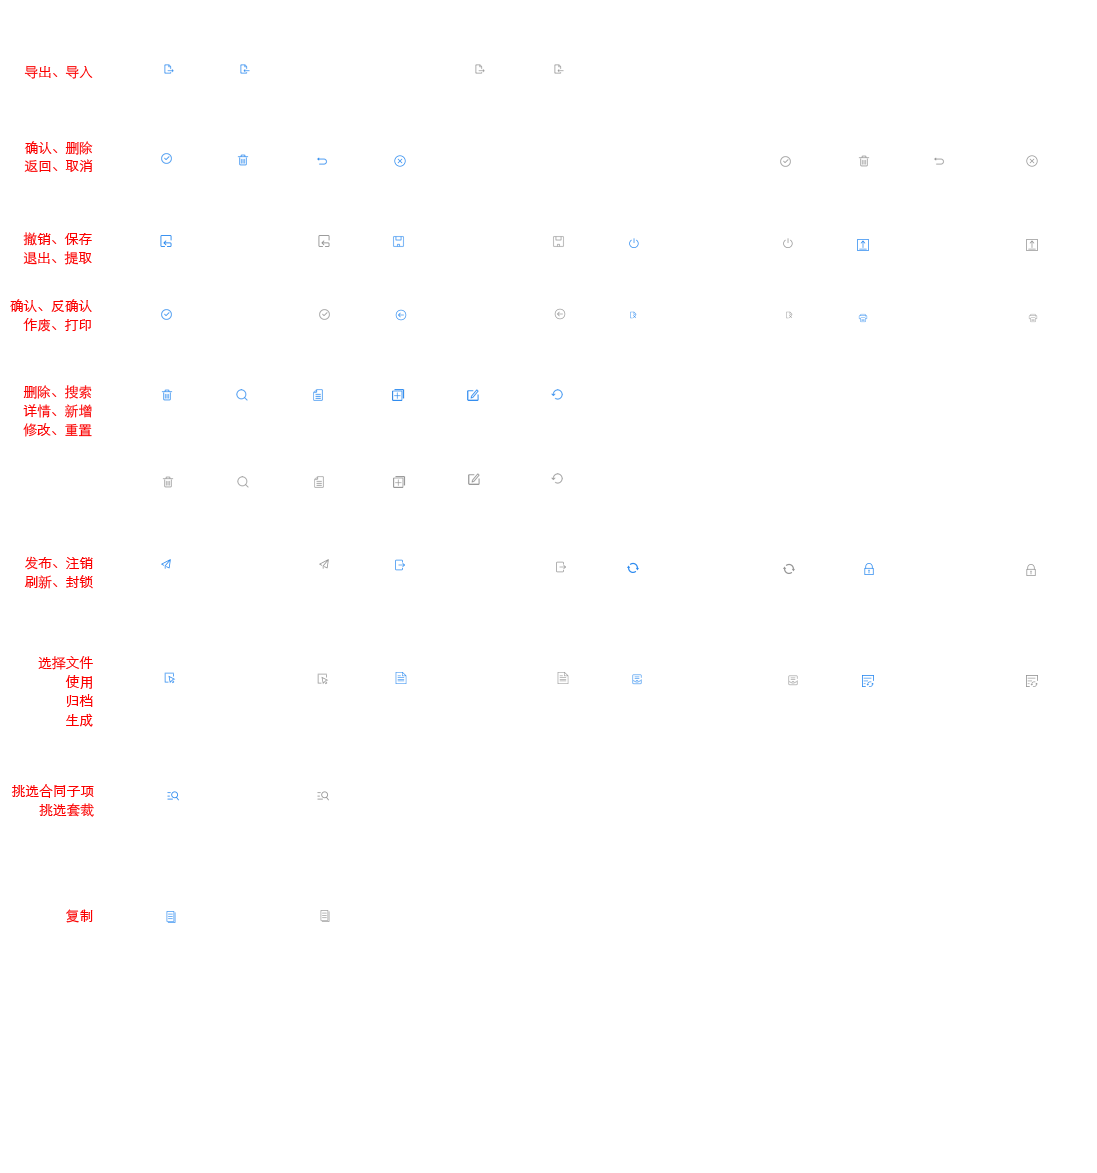 导出、导入
确认、删除
返回、取消
撤销、保存
退出、提取
确认、反确认
作废、打印
删除、搜索
详情、新增
修改、重置
发布、注销
刷新、封锁
选择文件
使用
归档
生成
挑选合同子项
挑选套裁
复制